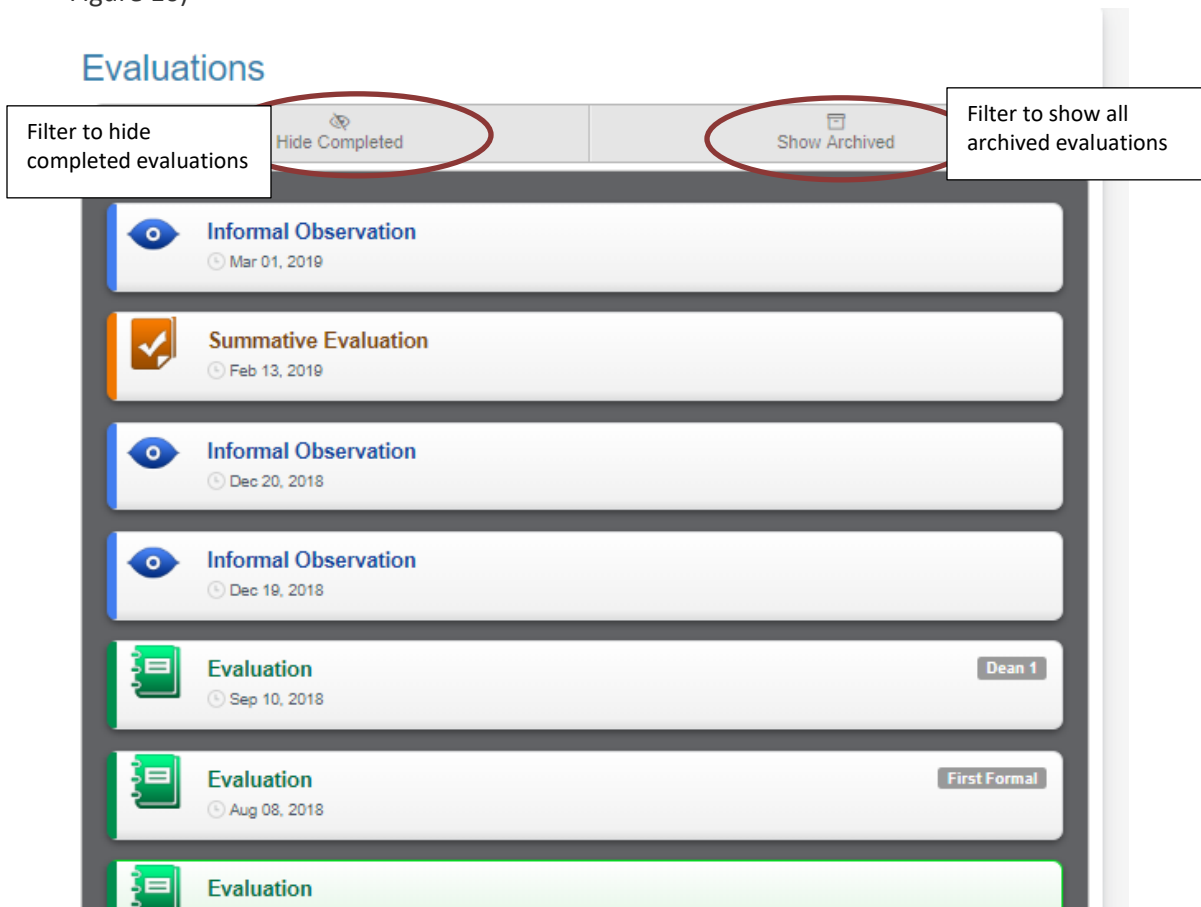 Evaluations
Filter to hide
completed evaluations
Hide Completed
Show Archived
Filter to show all
archived evaluations
Informal Observation
Mar 01, 2019
Summative Evaluation
Feb 13, 2019
Informal Observation
Dec 20, 2018
Informal Observation
Dec 19, 2018
Evaluation
Dean 1
Sep 10, 2018
Evaluation
First Formal
Aug 08, 2018
Evaluation